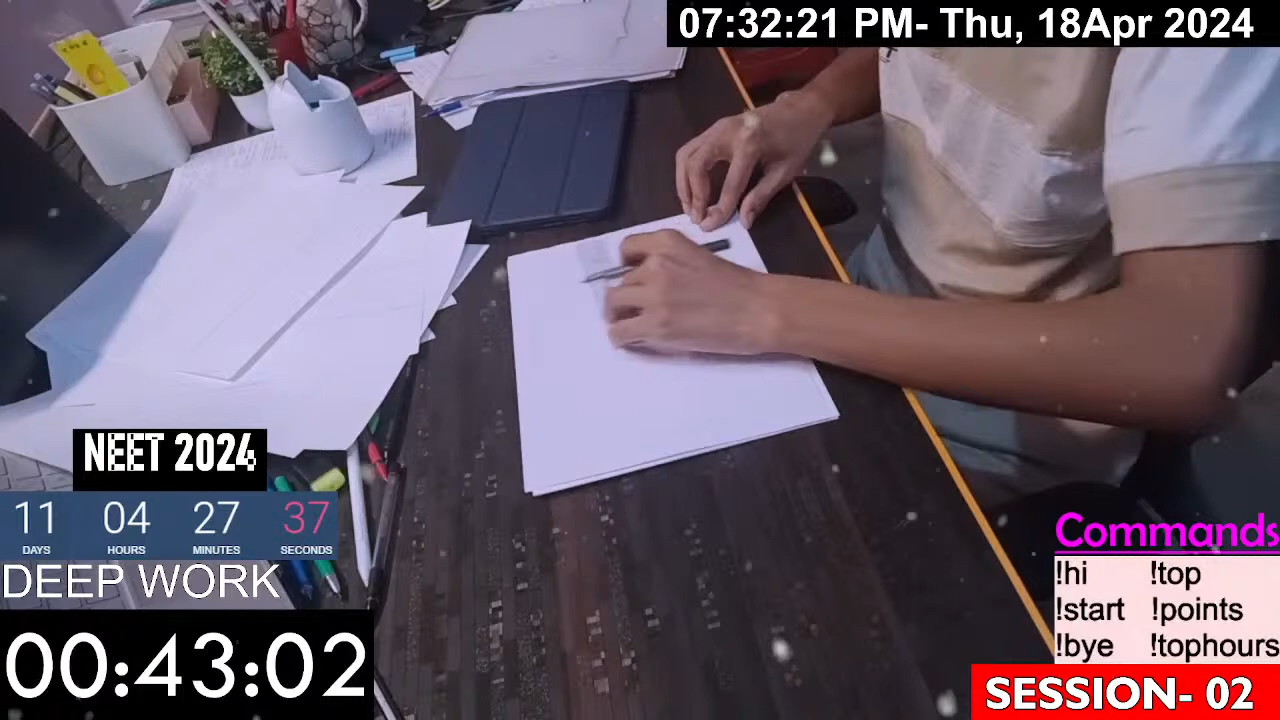 07:32:21 PM- Thu, 18Apr 2024
NEET 2024
11 04 27 37
DAYS HOURS MINUTES SECONDS
DEEP WORK
00:43:02
Commands
!hi !top
!start !points
!bye !tophours
SESSION- 02